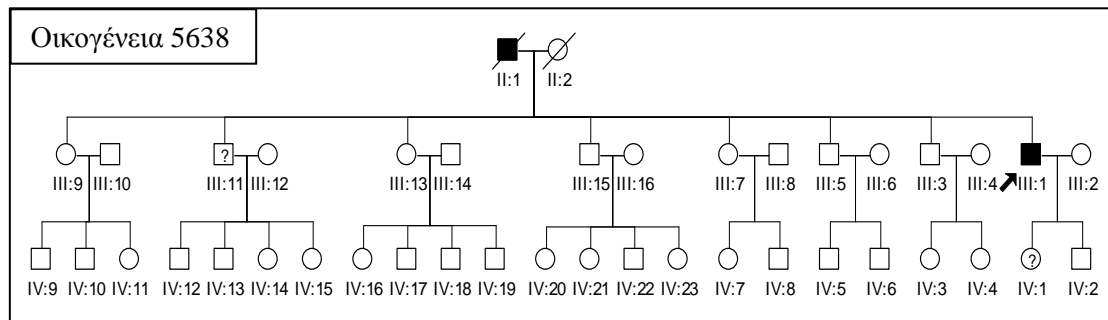 Οικογένεια 5638
II:1 II:2
? 
III:9 III:10 III:11 III:12 III:13 III:14 III:15 III:16 III:7 III:8 III:5 III:6 III:3 III:4 III:1 III:2
?
IV:9 IV:10 IV:11 IV:12 IV:13 IV:14 IV:15 IV:16 IV:17 IV:18 IV:19 IV:20 IV:21 IV:22 IV:23 IV:7 IV:8 IV:5 IV:6 IV:3 IV:4 IV:1 IV:2